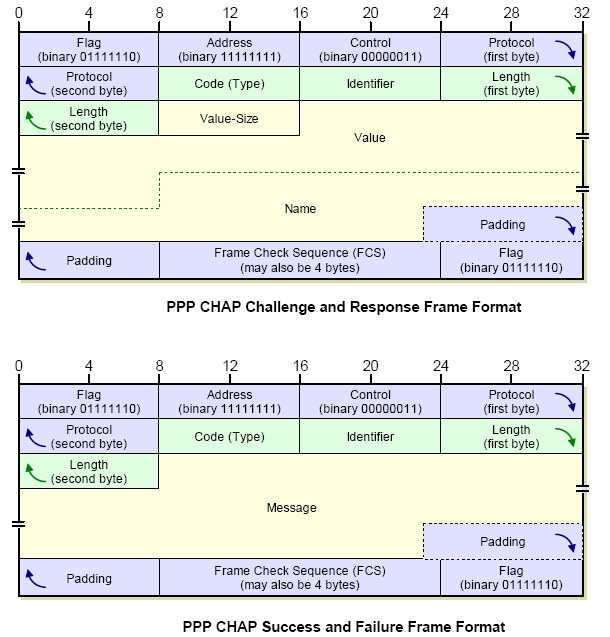 0 4 8 12 16 20 24 28 32
Flag Address Control Protocol
(binary 01111110) (binary 11111111) (binary 00000011) (first byte)
Protocol Code (Type) Identifier Length
(second byte) (first byte)
Length Value-Size
(second byte)
Value
Name
Padding
Padding Frame Check Sequence (FCS) Flag
(may also be 4 bytes) (binary 01111110)
PPP CHAP Challenge and Response Frame Format
0 4 8 12 16 20 24 28 32
Flag Address Control Protocol
(binary 01111110) (binary 11111111) (binary 00000011) (first byte)
Protocol Code (Type) Identifier Length
(second byte) (first byte)
Length
(second byte)
Message
Padding
Padding Frame Check Sequence (FCS) Flag
(may also be 4 bytes) (binary 01111110)
PPP CHAP Success and Failure Frame Format